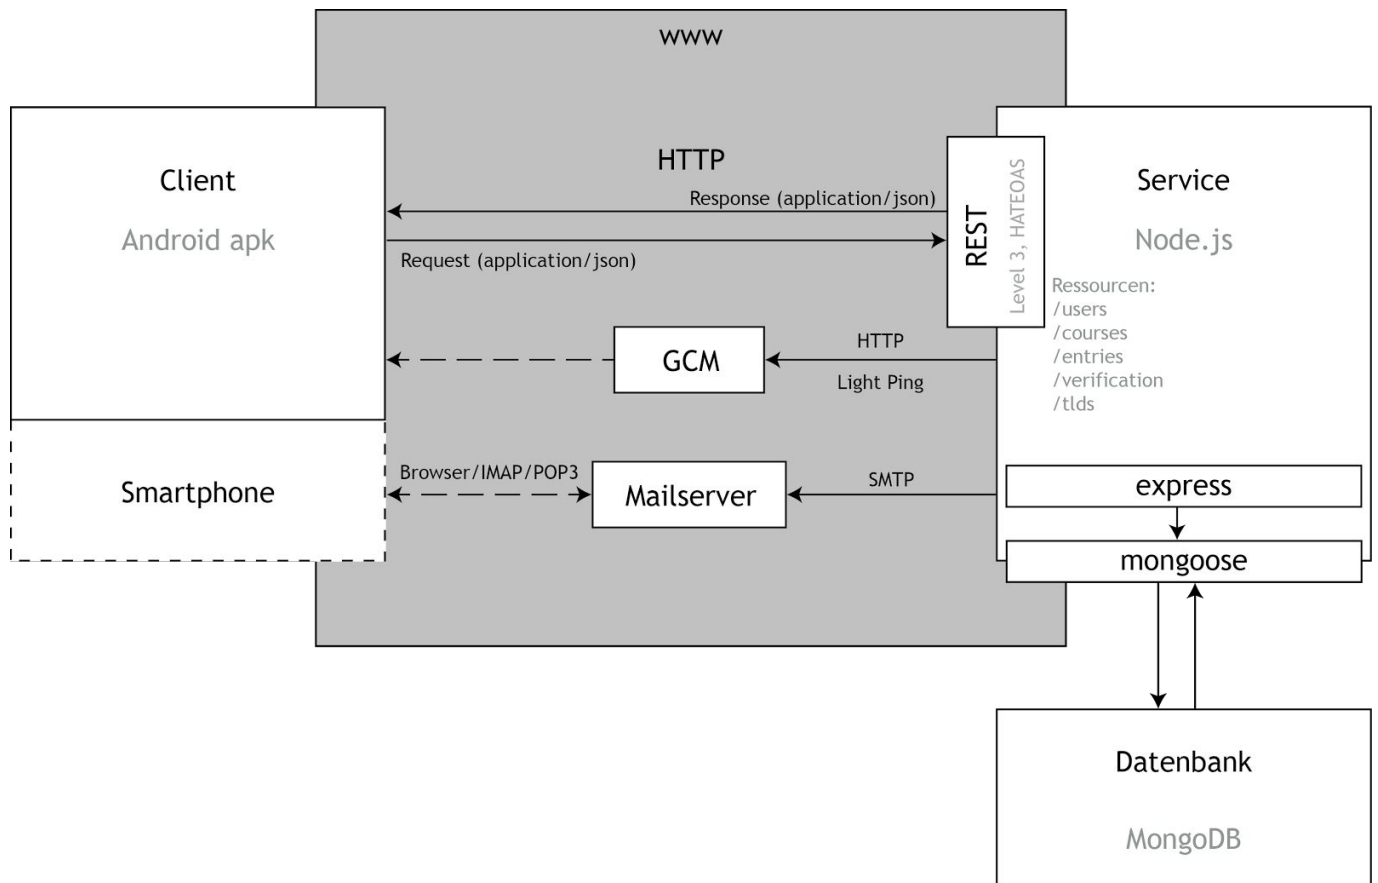 www
Client
Android apk
HTTP
Response (application/json)
Request (application/json)
REST
Level 3, HATEOAS
Service
Node.js
Ressourcen:
/users
/courses
/entries
/verification
/tlds
GCM
HTTP
Light Ping
Smartphone
Browser/IMAP/POP3
Mailserver
SMTP
express
mongoose
Datenbank
MongoDB